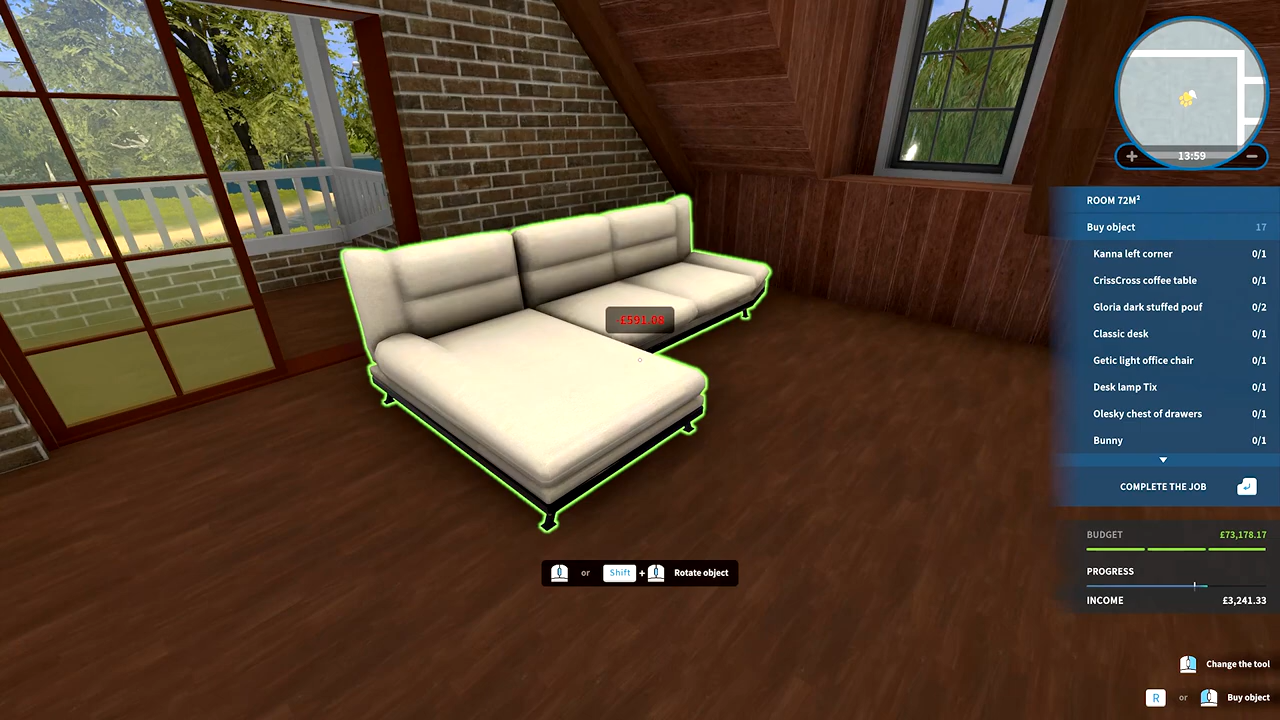 13:59
ROOM 72M²
Buy object 17
Kanna left corner 0/1
CrissCross coffee table 0/1
Gloria dark stuffed pouf 0/2
Classic desk 0/1
Getic light office chair 0/1
Desk lamp Tix 0/1
Olesky chest of drawers 0/1
Bunny 0/1
COMPLETE THE JOB
-£591.08
BUDGET £73,178.17
PROGRESS
INCOME £3,241.33
or Shift + Rotate object
Change the tool
R or Buy object